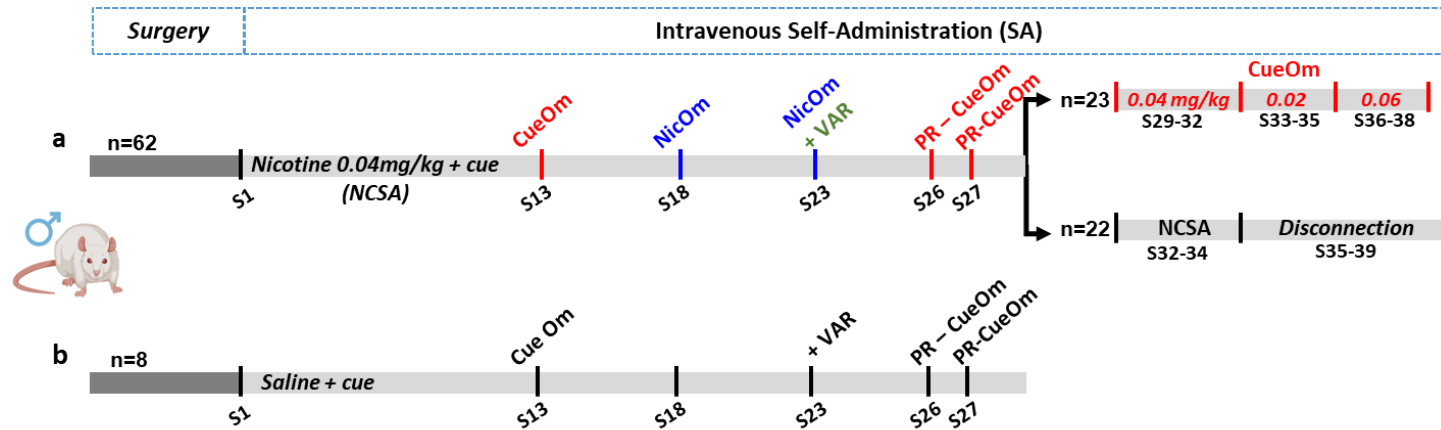 Surgery
Intravenous Self-Administration (SA)
a
n=62
Nicotine 0.04mg/kg + cue
(NCSA)
S1
CueOm
S13
NicOm
S18
NicOm
+ VAR
S23
PR – CueOm
S26
PR-CueOm
S27
n=23
CueOm
0.04 mg/kg
0.02
0.06
S29-32
S33-35
S36-38
n=22
NCSA
Disconnection
S32-34
S35-39
b
n=8
Saline + cue
S1
Cue Om
S13
S18
+ VAR
S23
PR – CueOm
S26
PR-CueOm
S27